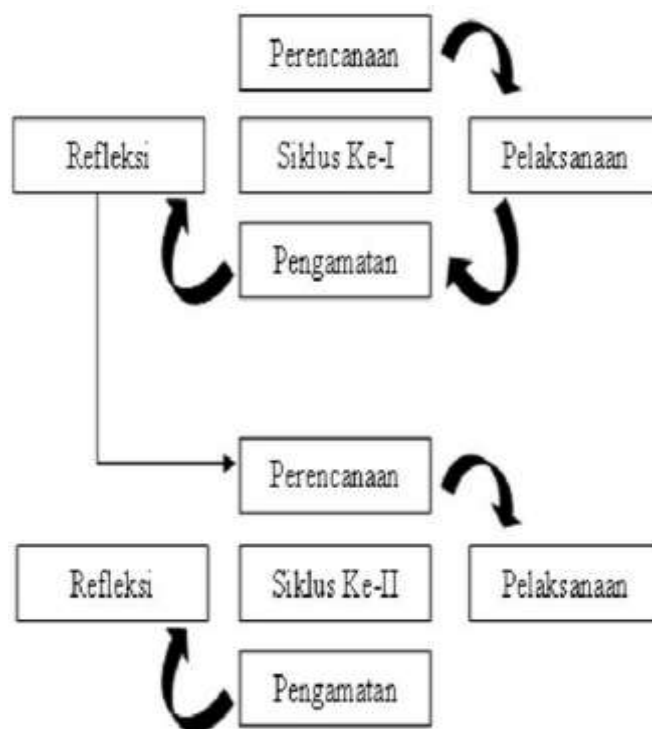 Perencanaan
Refleksi
Siklus Ke-I
Pelaksanaan
Pengamatan
Perencanaan
Refleksi
Siklus Ke-II
Pelaksanaan
Pengamatan